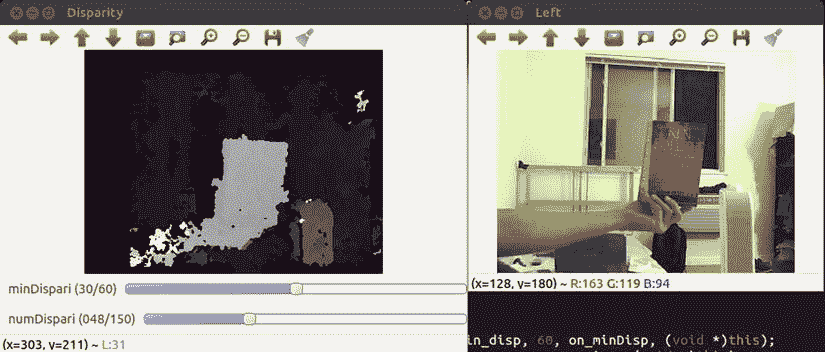 Disparity
Left
minDispari (30/60)
numDispari (048/150)
(x=303, y=211) ~ L:31
(x=128, y=180) ~ R:163 G:119 B:94
in_disp, 60, on_minDisp, (void *)this);